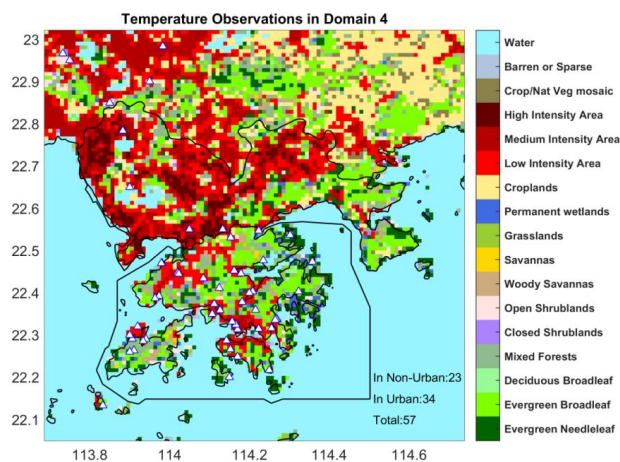 Temperature Observations in Domain 4
23
22.9
22.8
22.7
22.6
22.5
22.4
22.3
22.2
22.1
113.8
114
114.2
114.4
114.6
In Non-Urban:23
In Urban:34
Total:57
Water
Barren or Sparse
Crop/Nat Veg mosaic
High Intensity Area
Medium Intensity Area
Low Intensity Area
Croplands
Permanent wetlands
Grasslands
Savannas
Woody Savannas
Open Shrublands
Closed Shrublands
Mixed Forests
Deciduous Broadleaf
Evergreen Broadleaf
Evergreen Needleleaf